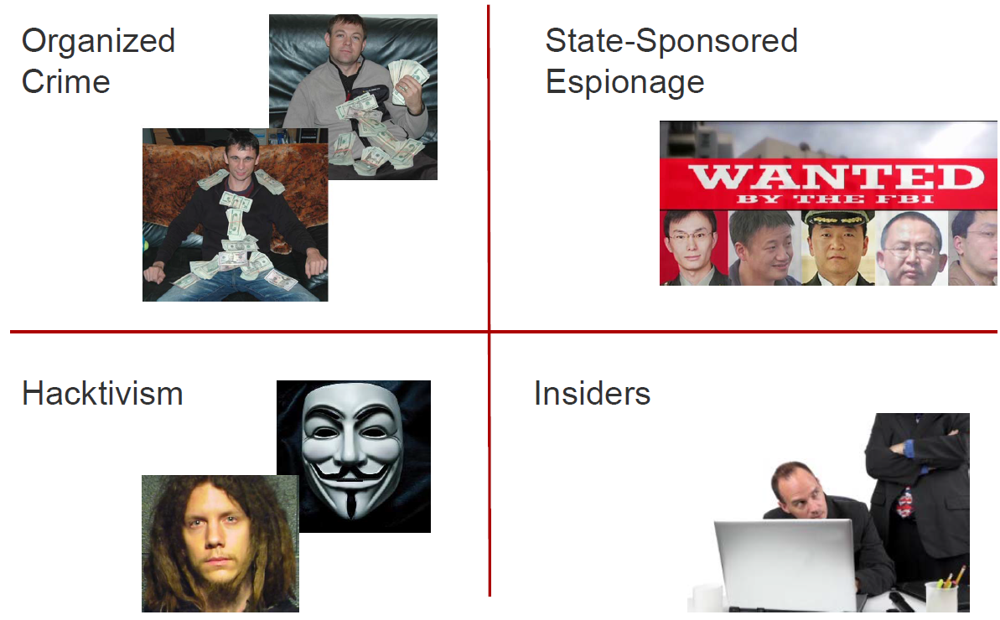 Organized
Crime
State-Sponsored
Espionage
WANTED
BY THE FBI
Hacktivism
Insiders